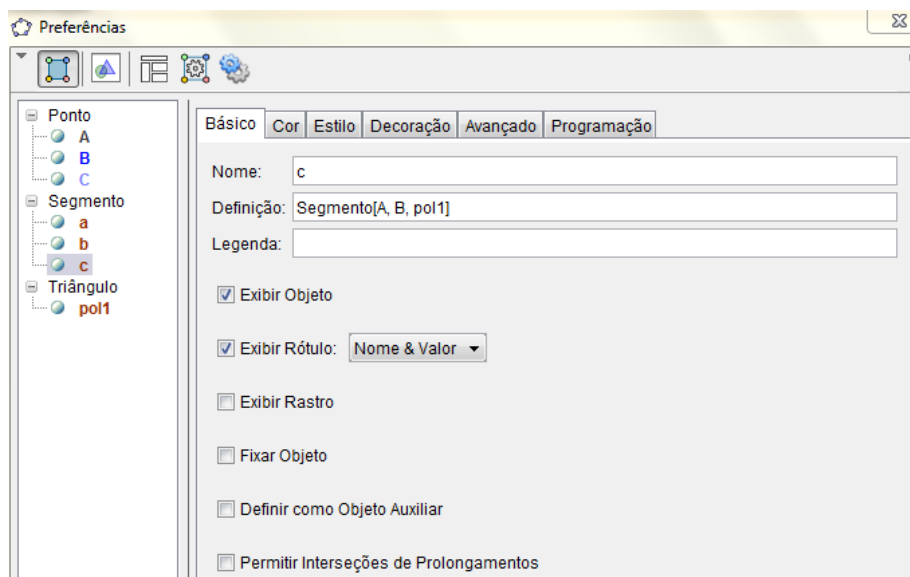 Preferências
Ponto
A
B
C
Segmento
a
b
c
Triângulo
pol1
Básico Cor Estilo Decoração Avançado Programação
Nome: c
Definição: Segmento[A, B, pol1]
Legenda:
Exibir Objeto
Exibir Rótulo: Nome & Valor
Exibir Rastro
Fixar Objeto
Definir como Objeto Auxiliar
Permitir Interseções de Prolongamentos